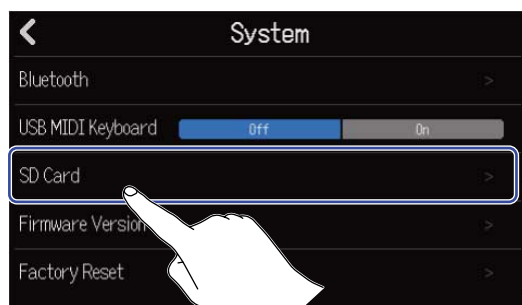 System
Bluetooth
USB MIDI Keyboard Off On
SD Card
Firmware Version
Factory Reset